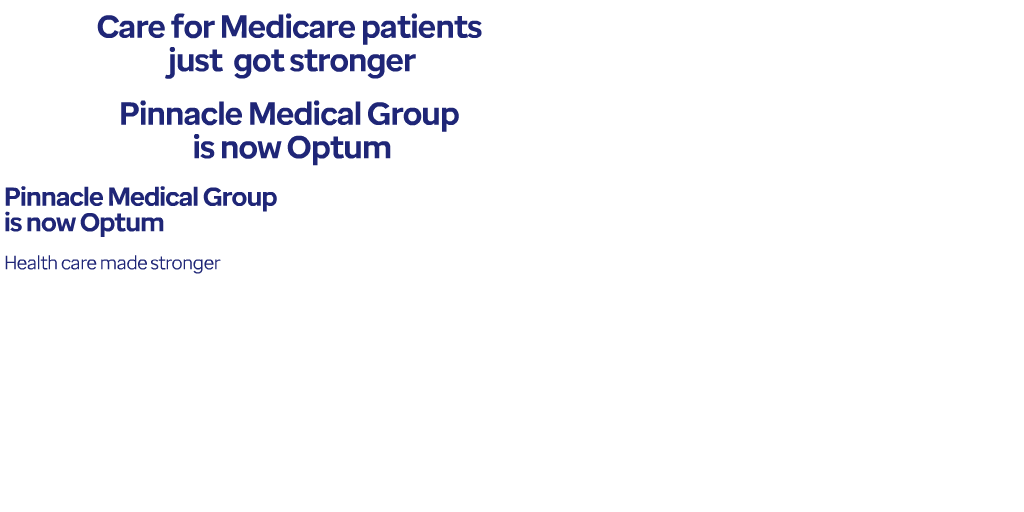 Care for Medicare patients
just  got stronger
Pinnacle Medical Group
is now Optum
Pinnacle Medical Group
is now Optum
Health care made stronger